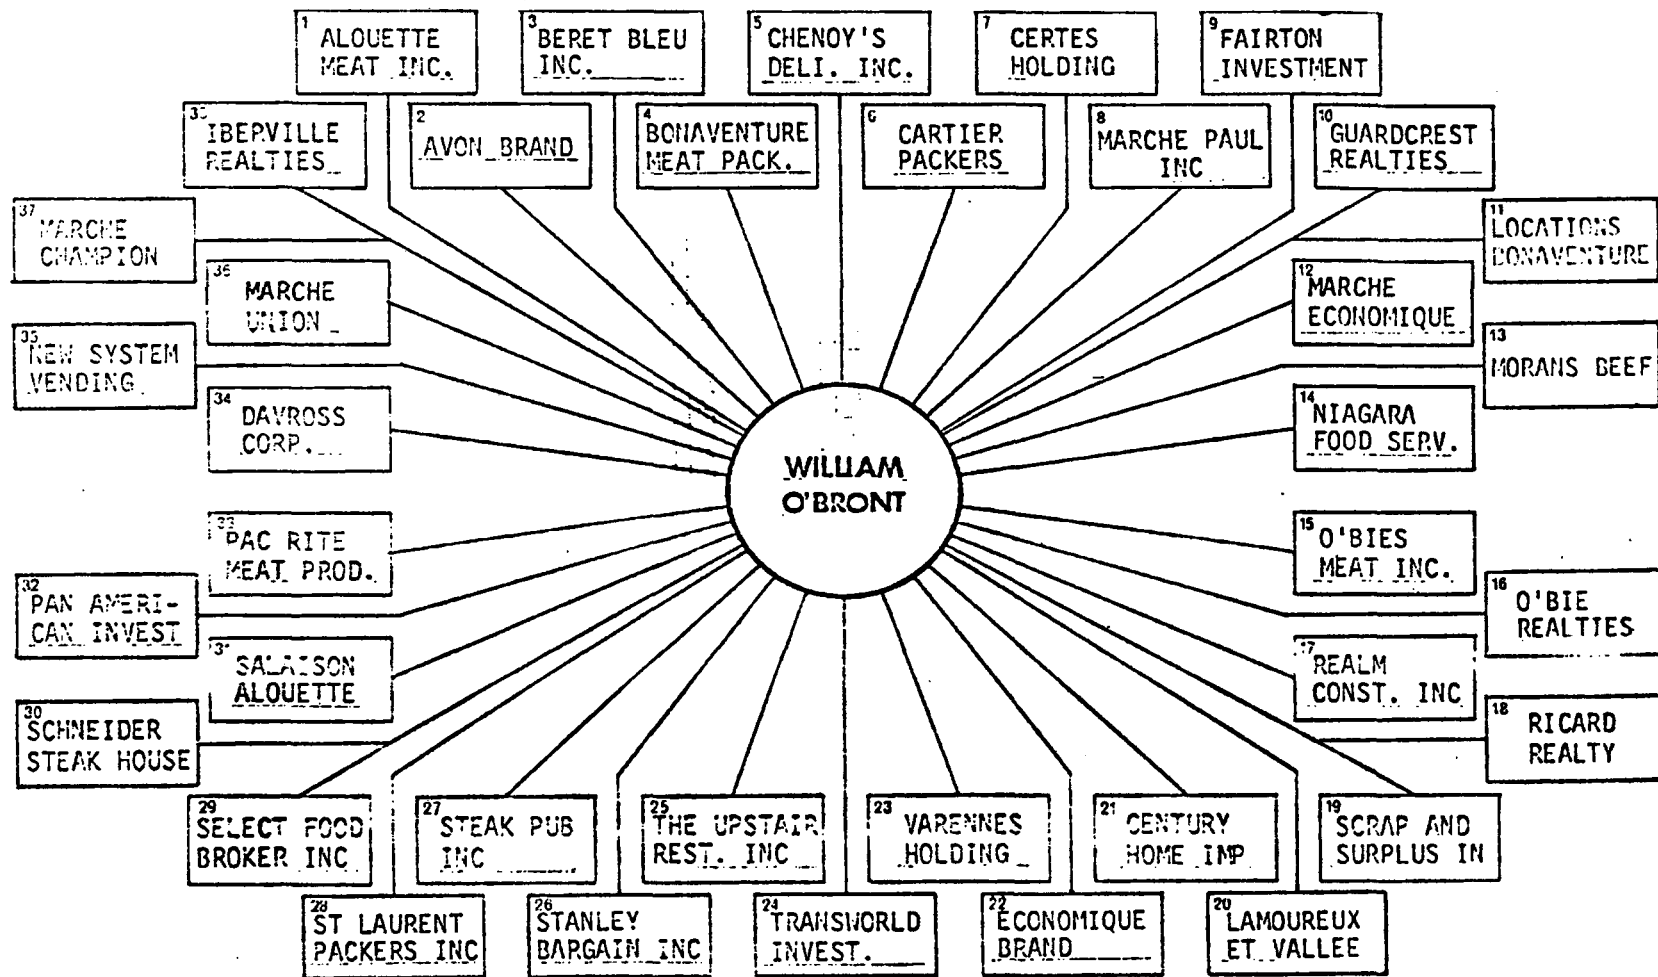 1
ALOUETTE
MEAT INC.
2
AVON BRAND
3
BERET BLEU
INC.
4
BONAVENTURE
MEAT PACK.
5
CHENOY'S
DELI. INC.
6
CARTIER
PACKERS
7
CERTES
HOLDING
8
MARCHE PAUL
INC
9
FAIRTON
INVESTMENT
10
GUARDCREST
REALTIES
11
LOCATIONS
BONAVENTURE
12
MARCHE
ECONOMIQUE
13
MORANS BEEF
14
NIAGARA
FOOD SERV.
15
O'BIES
MEAT INC.
16
O'BIE
REALTIES
17
REALM
CONST. INC
18
RICARD
REALTY
19
SCRAP AND
SURPLUS IN
20
LAMOUREUX
ET VALLEE
21
CENTURY
HOME IMP
22
ECONOMIQUE
BRAND
23
VARENNES
HOLDING
24
TRANSWORLD
INVEST.
25
THE UPSTAIR
REST. INC
26
STANLEY
BARGAIN INC
27
STEAK PUB
INC
28
ST LAURENT
PACKERS INC
29
SELECT FOOD
BROKER INC
30
SCHNEIDER
STEAK HOUSE
31
SALAISON
ALOUETTE
32
PAN AMERI-
CAN INVEST
33
PAC RITE
MEAT PROD.
34
DAVROSS
CORP.
35
NEW SYSTEM
VENDING
36
MARCHE
UNION
37
MARCHE
CHAMPION
IBERVILLE
REALTIES
WILLIAM
O'BRONT